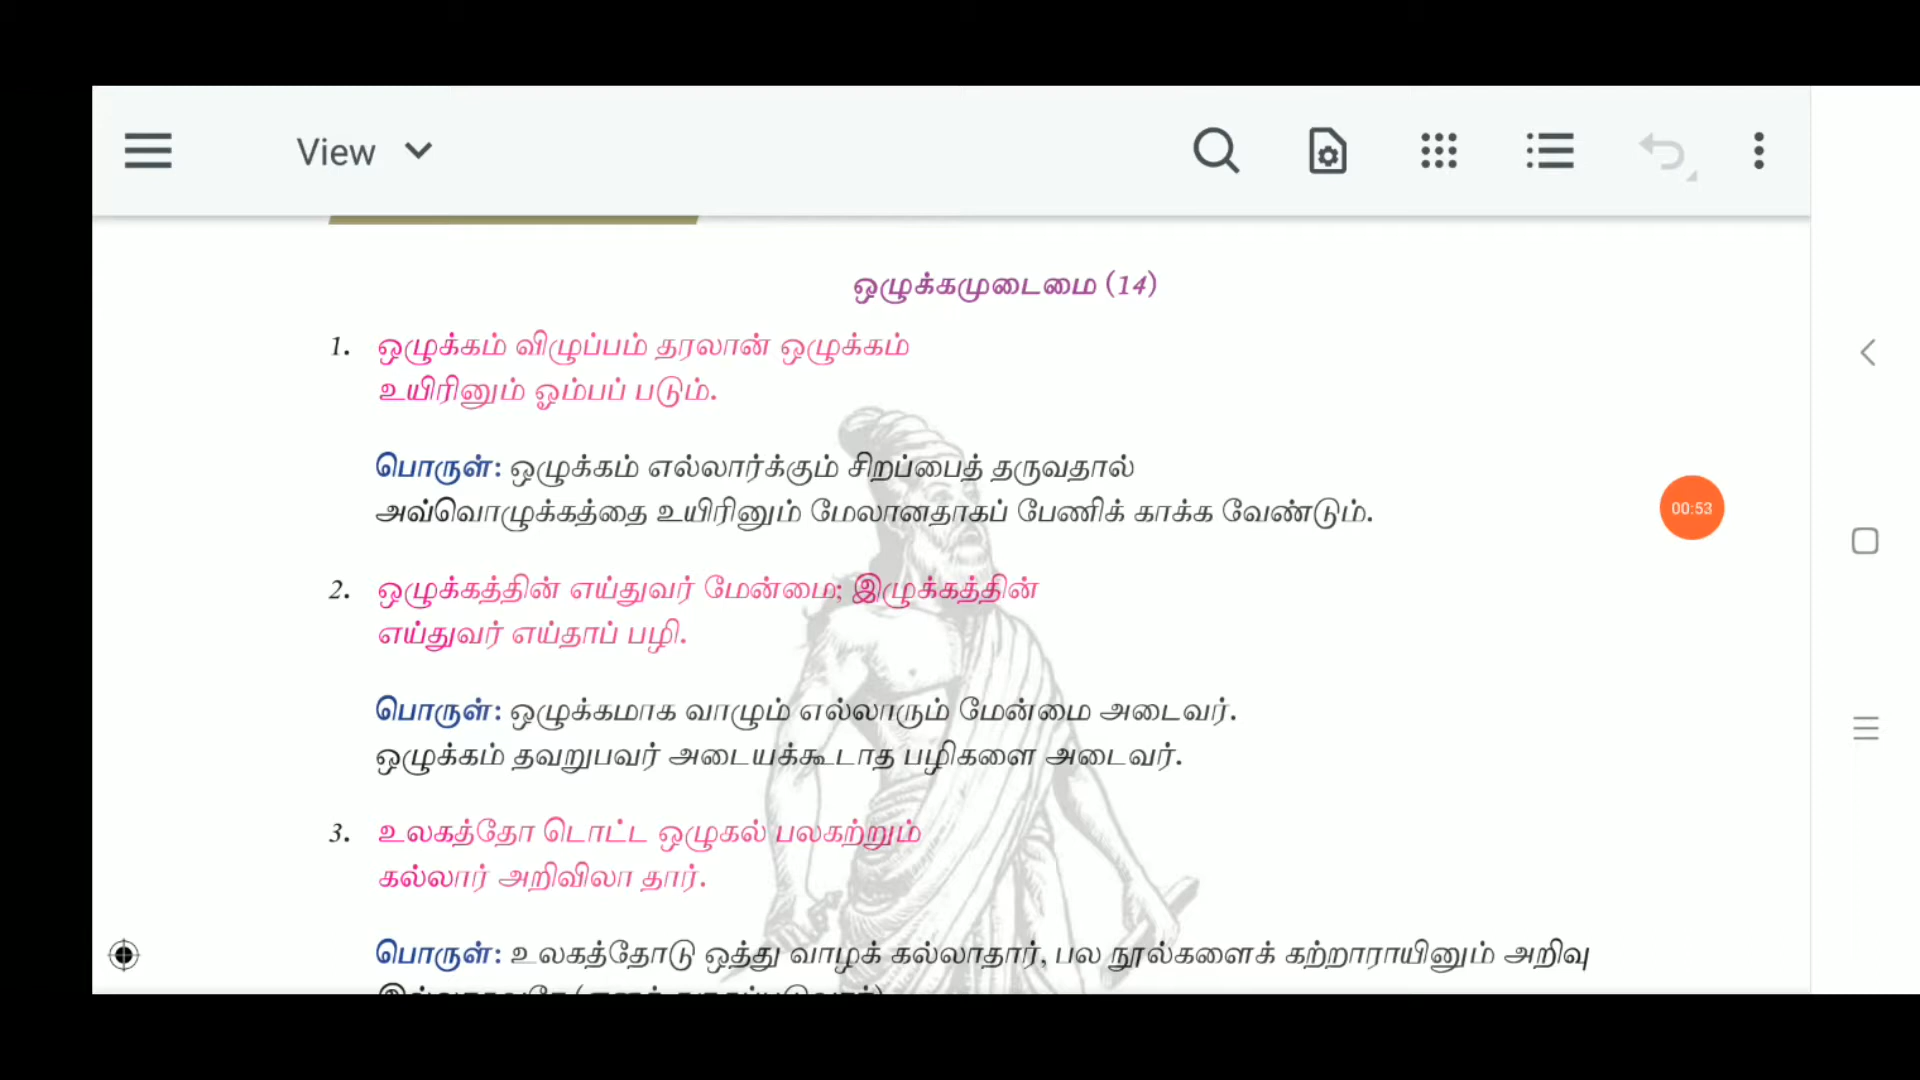 View
ஒழுக்கமுடைமை (14)
1. ஒழுக்கம் விழுப்பம் தரலான் ஒழுக்கம்
உயிரினும் ஓம்பப் படும்.
பொருள்: ஒழுக்கம் எல்லார்க்கும் சிறப்பைத் தருவதால்
அவ்வொழுக்கத்தை உயிரினும் மேலானதாகப் பேணிக் காக்க வேண்டும்.
00:53
2. ஒழுக்கத்தின் எய்துவர் மேன்மை; இழுக்கத்தின்
எய்துவர் எய்தாப் பழி.
பொருள்: ஒழுக்கமாக வாழும் எல்லாரும் மேன்மை அடைவர்.
ஒழுக்கம் தவறுபவர் அடையக்கூடாத பழிகளை அடைவர்.
3. உலகத்தோ டொட்ட ஒழுகல் பலகற்றும்
கல்லார் அறிவிலா தார்.
பொருள்: உலகத்தோடு ஒத்து வாழக் கல்லாதார், பல நூல்களைக் கற்றாராயினும் அறிவு